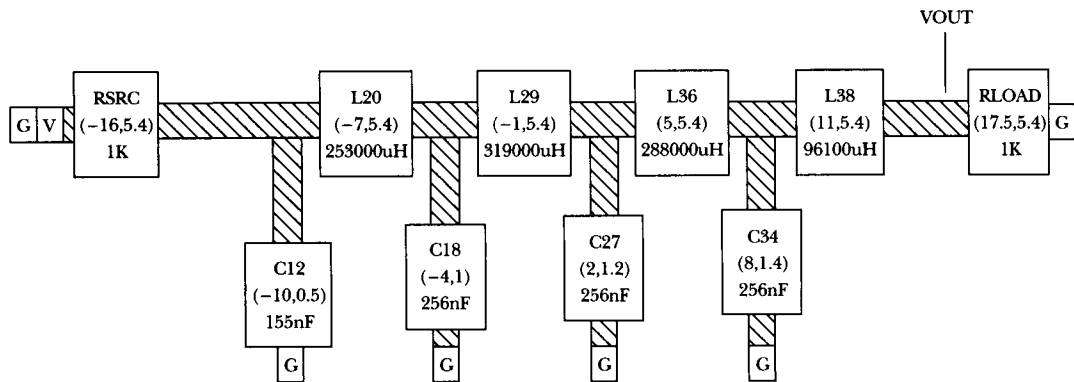 VOUT
G
V
RSRC
(−16,5.4)
1K
L20
(−7,5.4)
253000uH
L29
(−1,5.4)
319000uH
L36
(5,5.4)
288000uH
L38
(11,5.4)
96100uH
RLOAD
(17.5,5.4)
1K
G
C12
(−10,0.5)
155nF
G
C18
(−4,1)
256nF
G
C27
(2,1.2)
256nF
G
C34
(8,1.4)
256nF
G